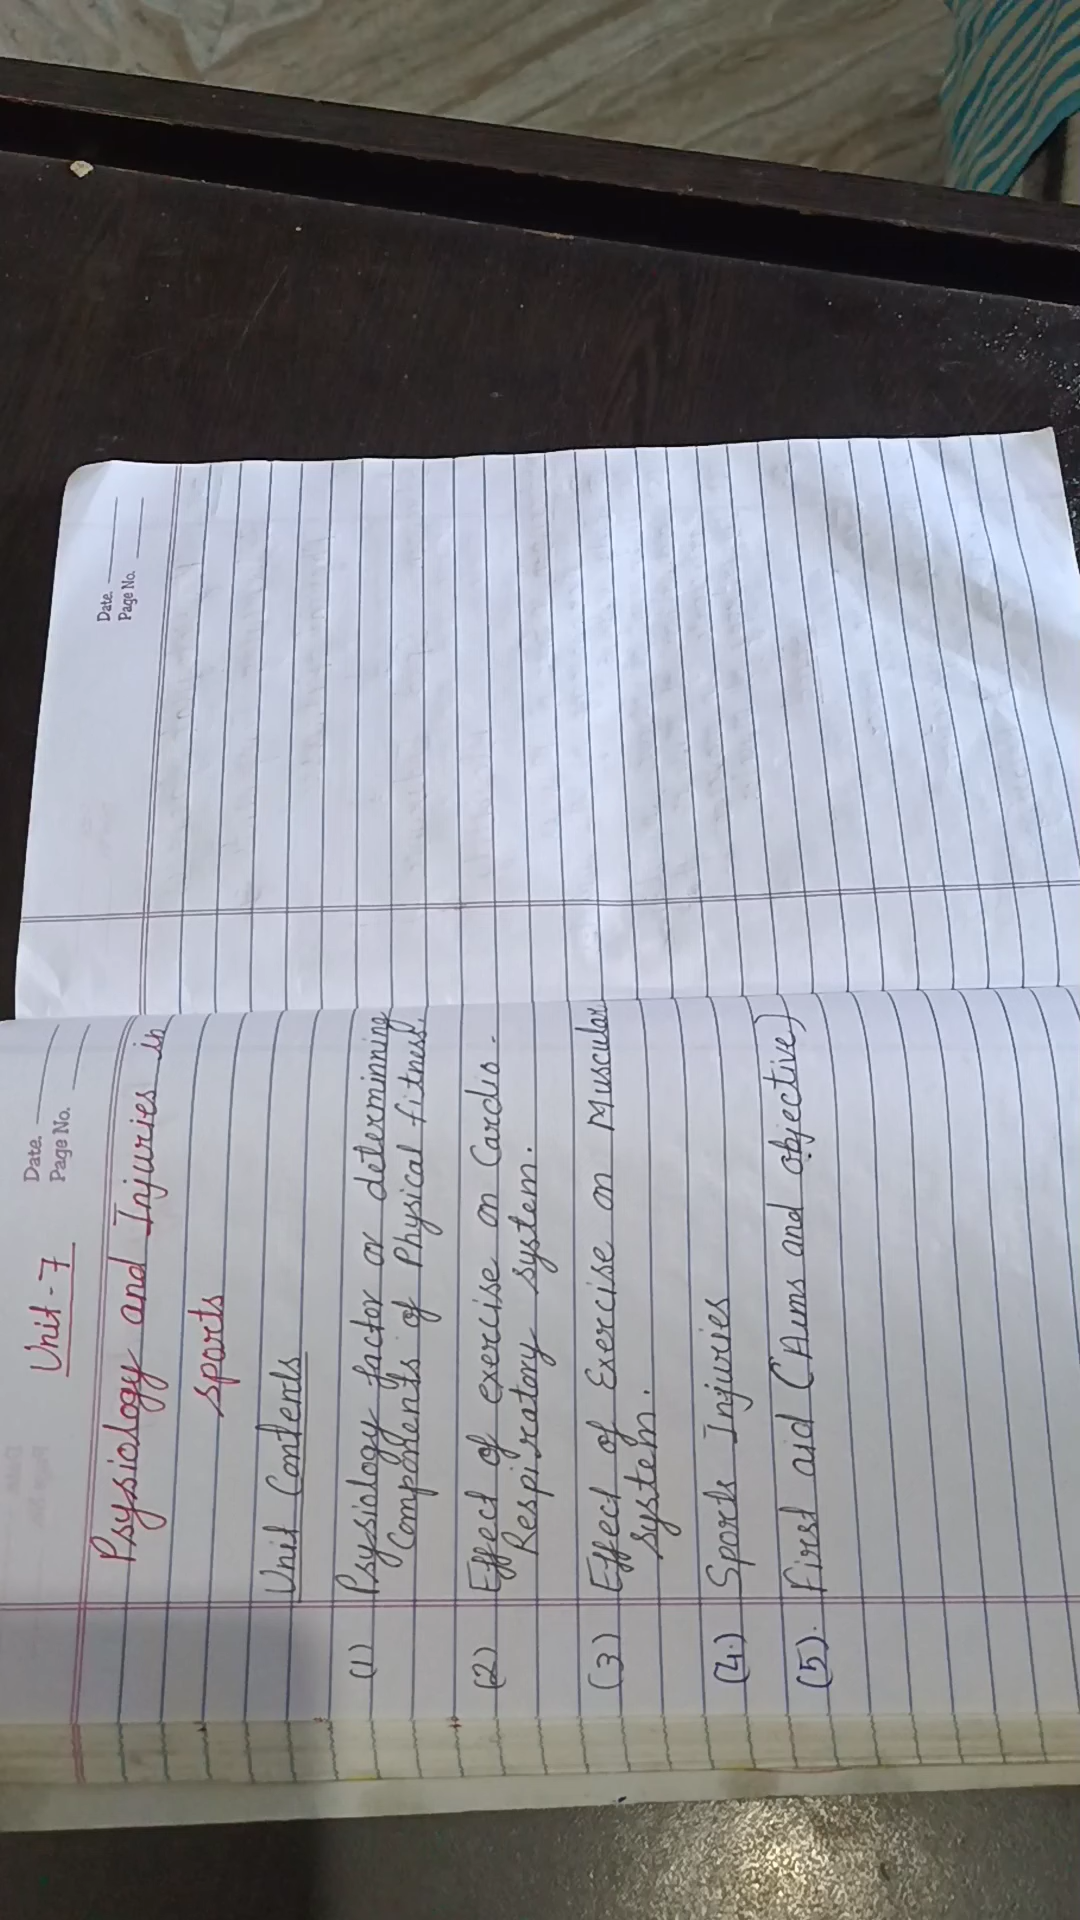 Unit - 7
Date.
Page No.
Psysiology and Injuries in
sports
Unit Contents
(1) Psysiology factor or determinning
Components of Physical fitness.
(2) Effect of exercise on Cardio-
Respiratory system.
(3) Effect of Exercise on Muscular
system.
(4.) Sports Injuries
(5). First aid (Aims and objective)
Date.
Page No.